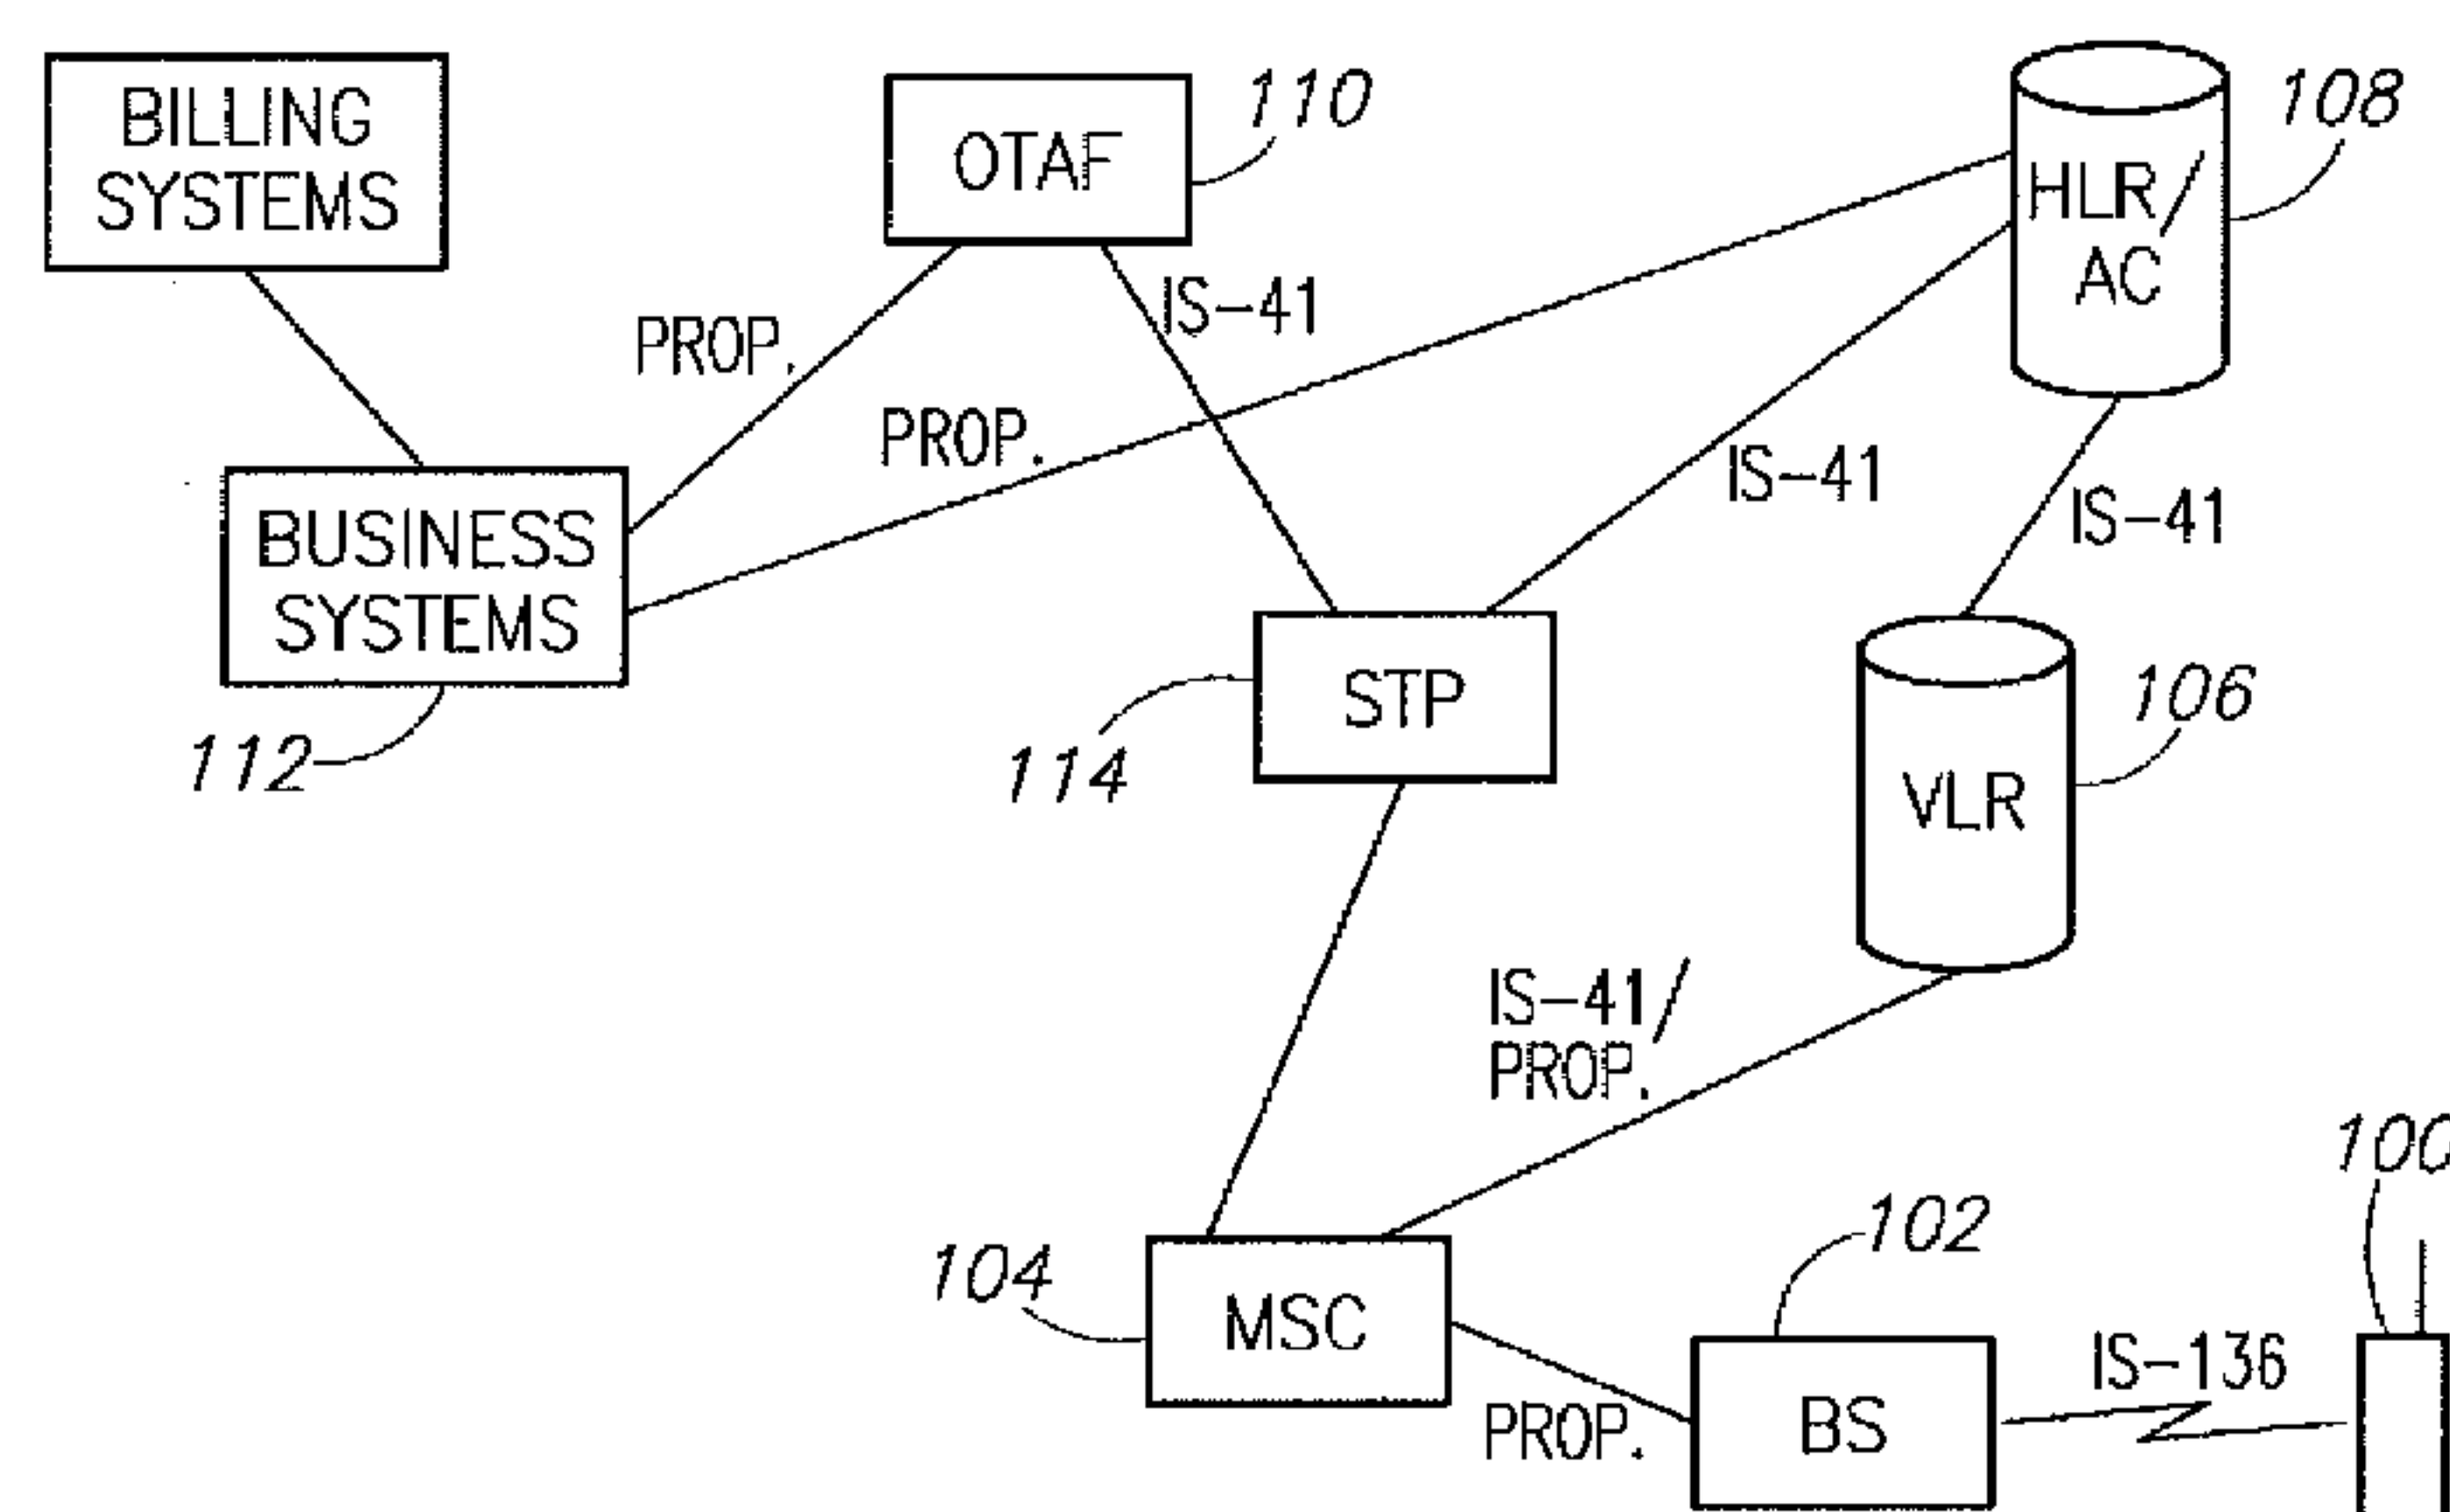 BILLING
SYSTEMS
OTAF
110
HLR/
AC
108
PROP.
IS-41
PROP.
IS-41
IS-41
BUSINESS
SYSTEMS
112
STP
114
VLR
106
IS-41/
PROP.
100
102
104
MSC
PROP.
BS
IS-136